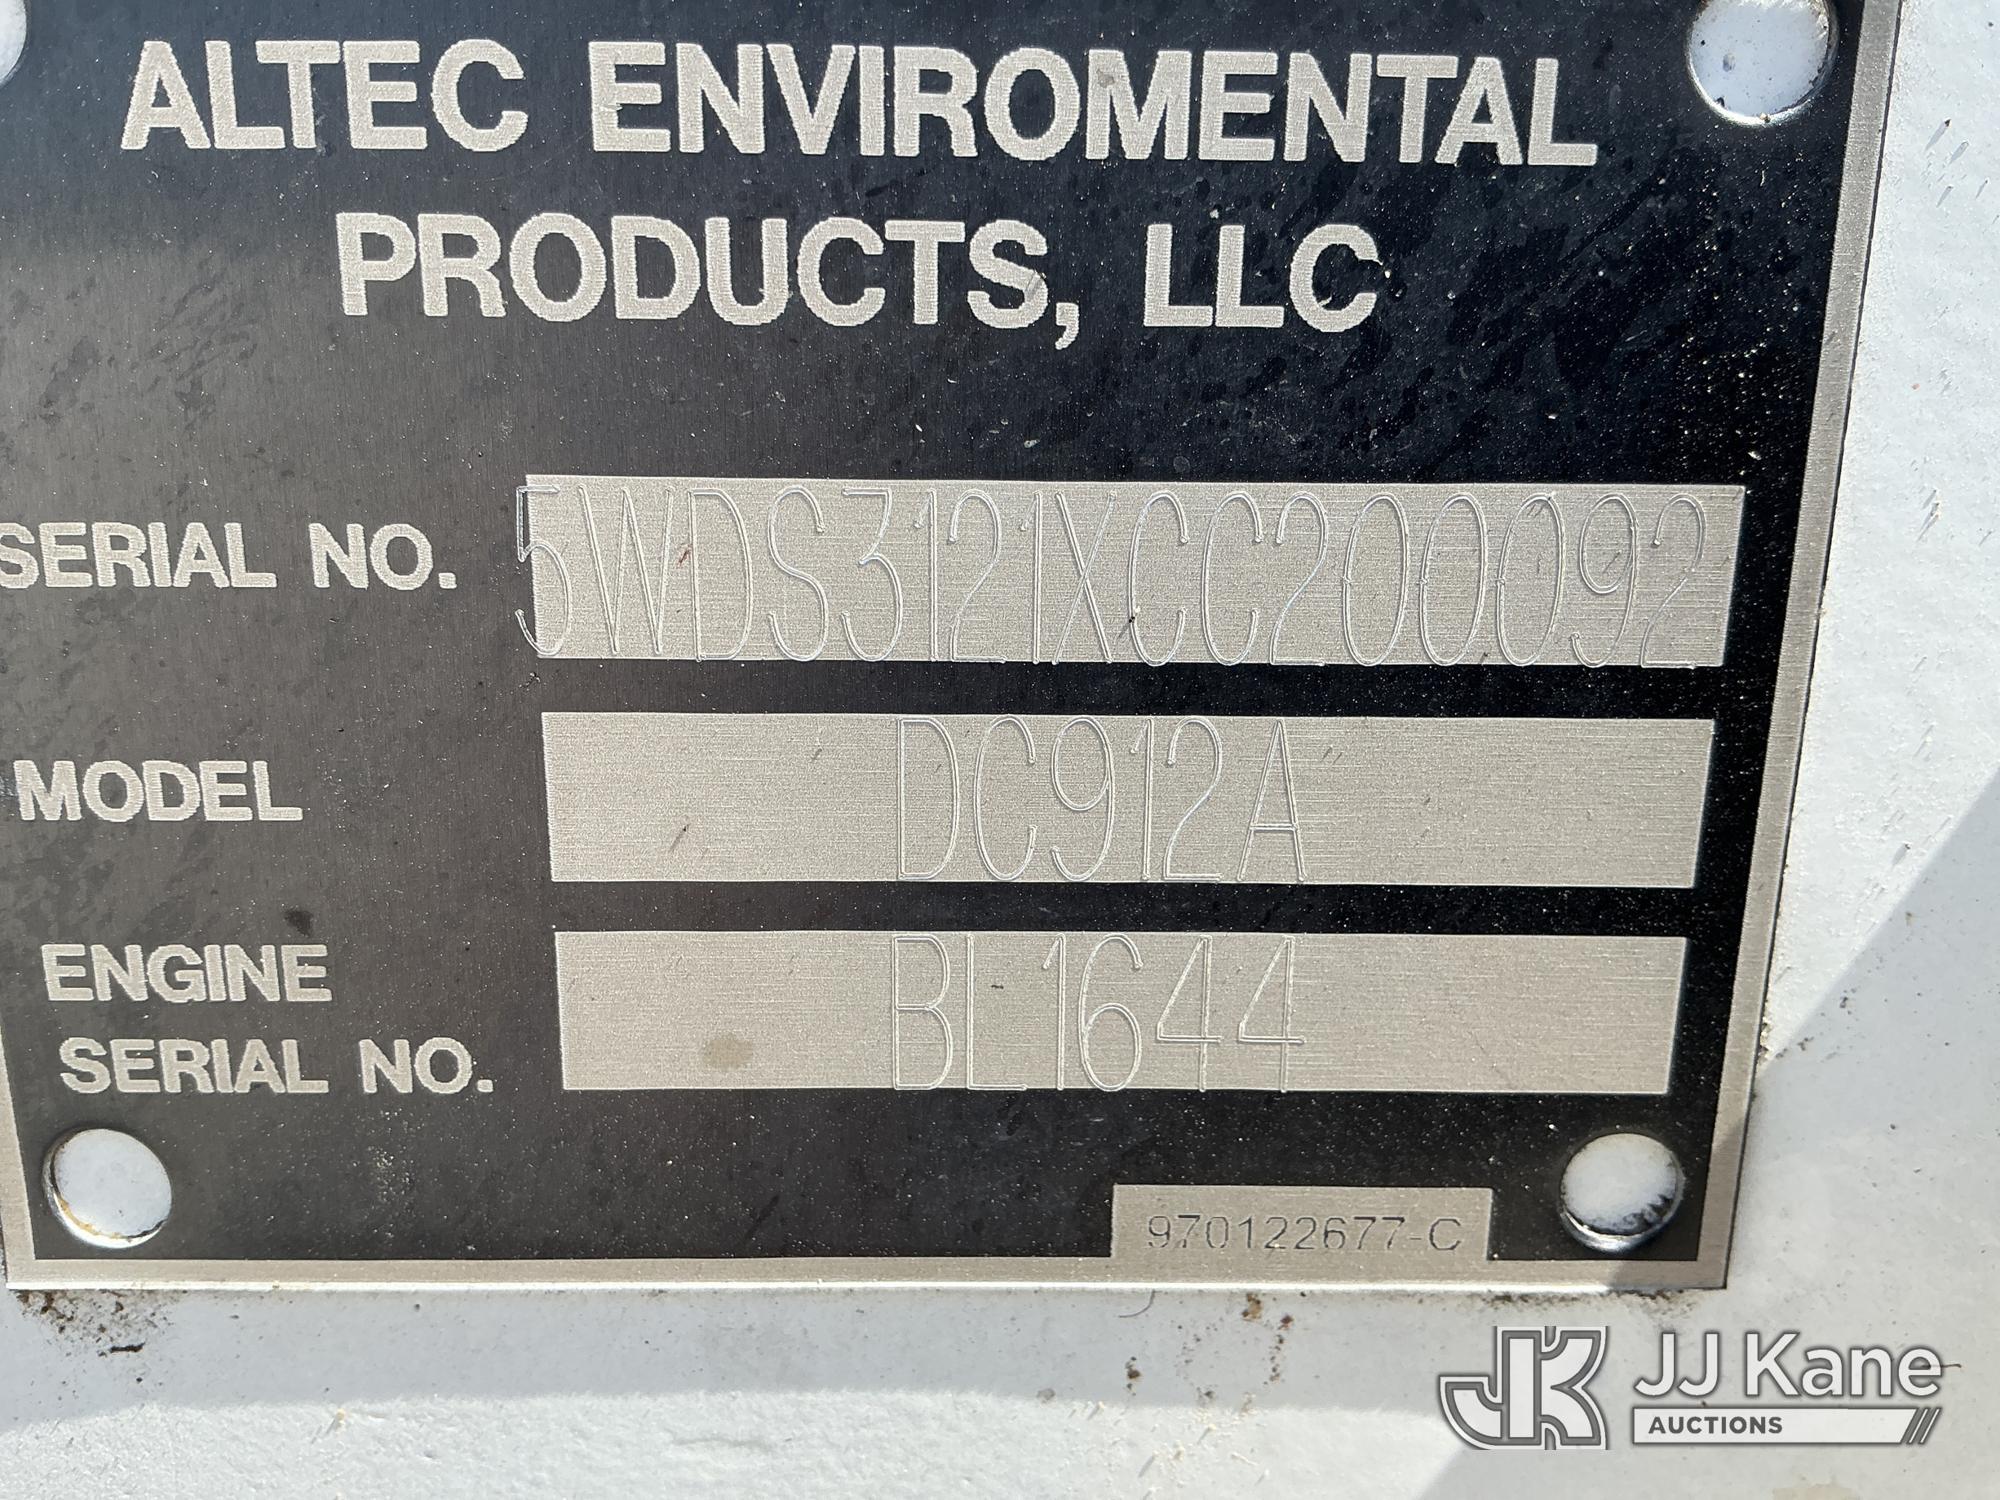 ALTEC ENVIROMENTAL
PRODUCTS, LLC
SERIAL NO. 5WDS3121XCC200092
MODEL DC912A
ENGINE
SERIAL NO. BL1644
970122677-C
JJ Kane
AUCTIONS